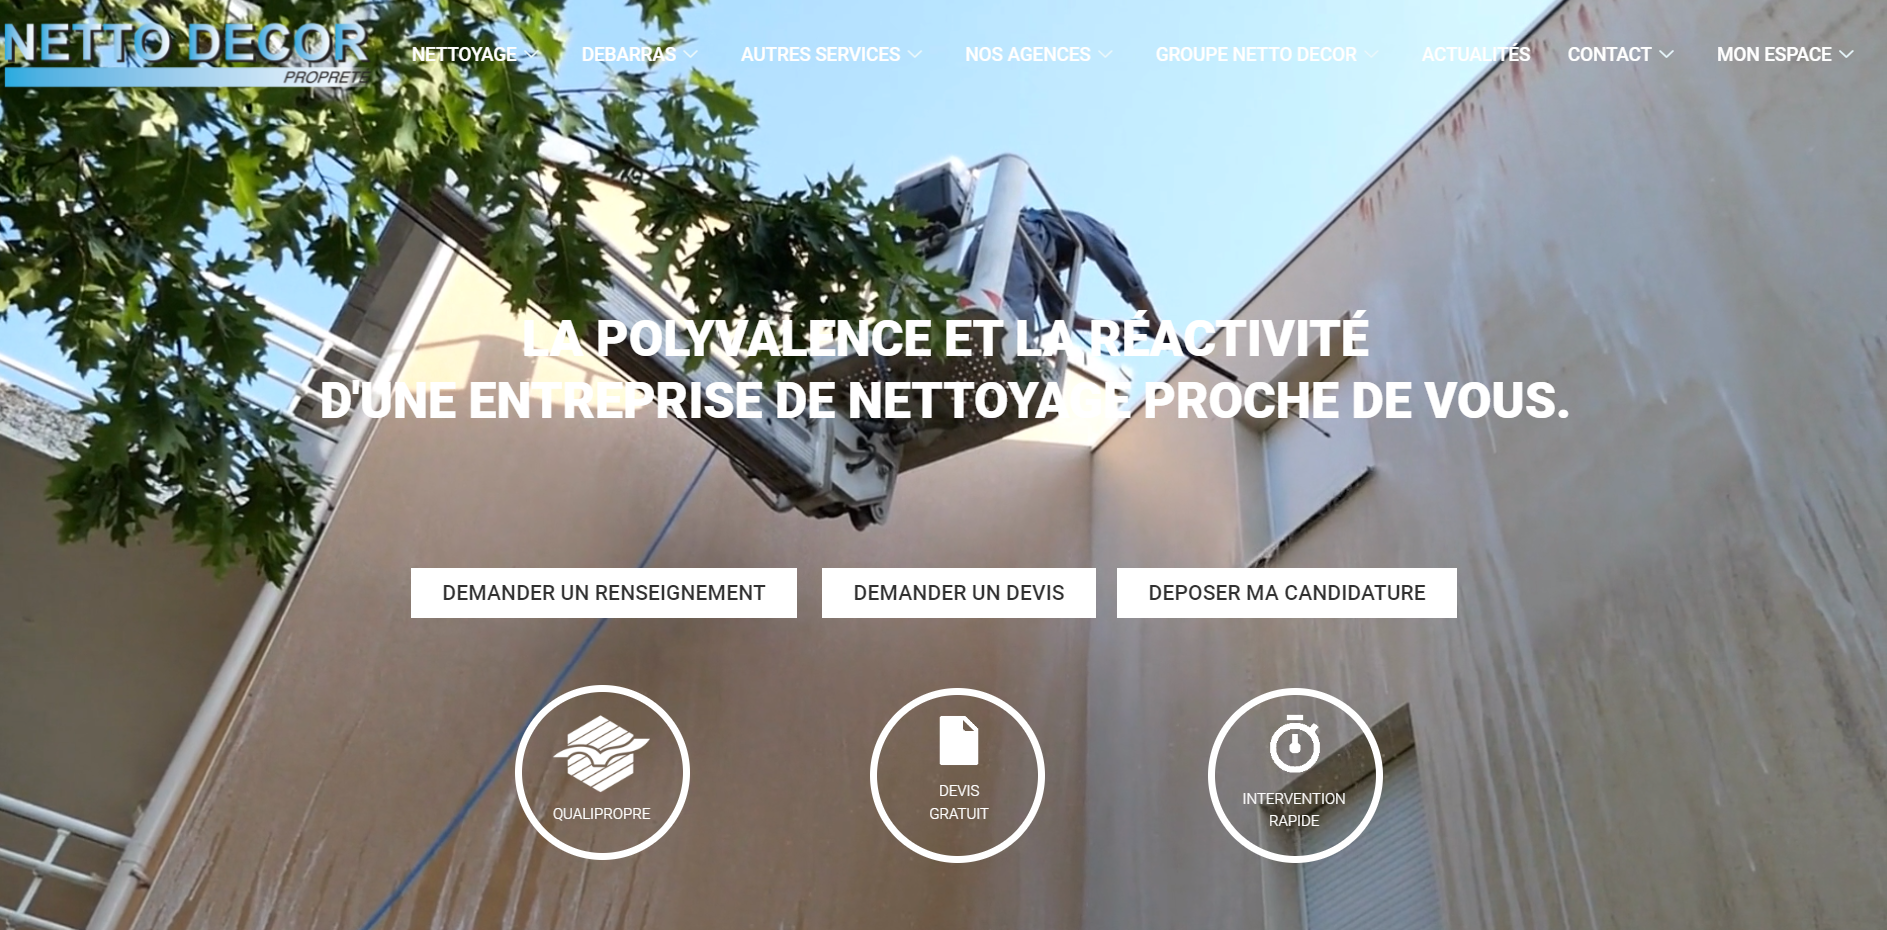 NETTO DECOR
PROPRETE
NETTOYAGE
DEBARRAS
AUTRES SERVICES
NOS AGENCES
GROUPE NETTO DECOR
ACTUALITÉS
CONTACT
MON ESPACE
LA POLYVALENCE ET LA RÉACTIVITÉ
D'UNE ENTREPRISE DE NETTOYAGE PROCHE DE VOUS.
DEMANDER UN RENSEIGNEMENT
DEMANDER UN DEVIS
DEPOSER MA CANDIDATURE
QUALIPROPRE
DEVIS
GRATUIT
INTERVENTION
RAPIDE